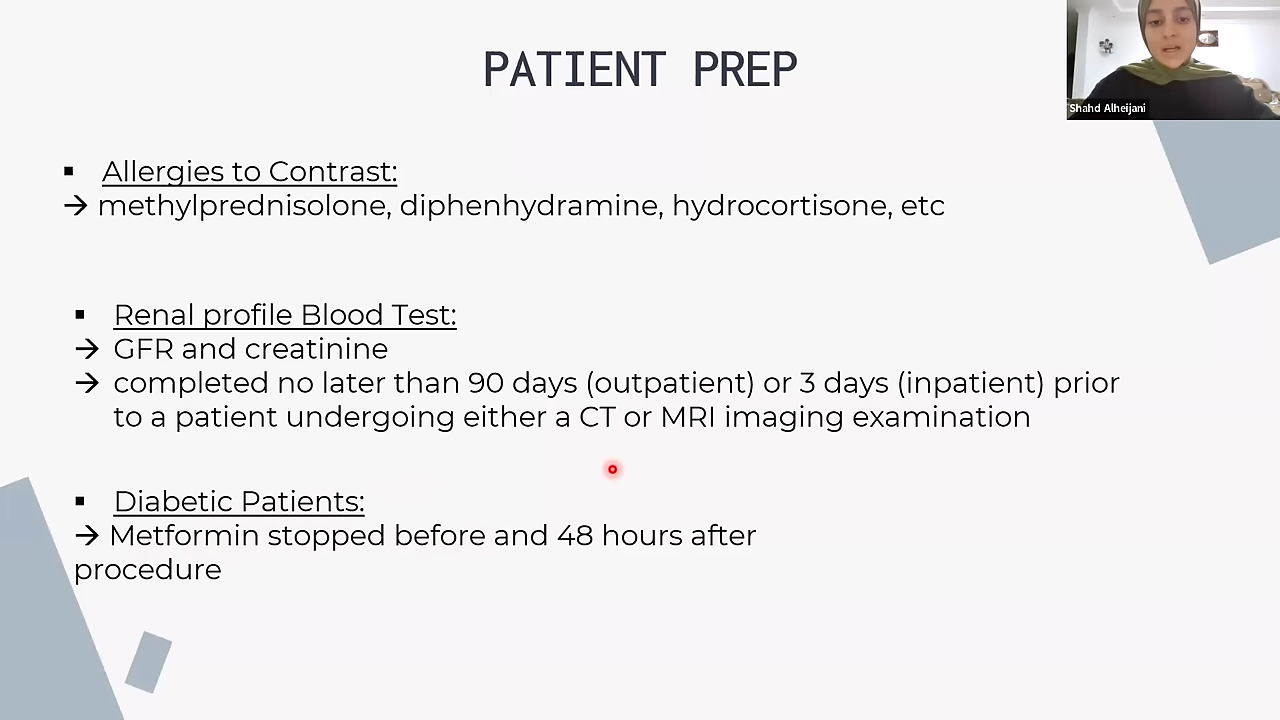 PATIENT PREP
Shahd Alheijani
▪ Allergies to Contrast:
→ methylprednisolone, diphenhydramine, hydrocortisone, etc
▪ Renal profile Blood Test:
→ GFR and creatinine
→ completed no later than 90 days (outpatient) or 3 days (inpatient) prior
to a patient undergoing either a CT or MRI imaging examination
▪ Diabetic Patients:
→ Metformin stopped before and 48 hours after
procedure